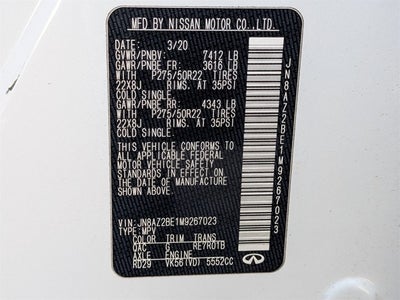 MFD BY NISSAN MOTOR CO.,LTD.
DATE: 3/20
GVWR/PNBV: 7412 LB
GAWR/PNBE FR: 3616 LB
WITH P275/50R22 TIRES
22X8J RIMS, AT 35PSI
COLD SINGLE.
GAWR/PNBE RR: 4343 LB
WITH P275/50R22 TIRES
22X8J RIMS, AT 35PSI
COLD SINGLE.
THIS VEHICLE CONFORMS TO
ALL APPLICABLE FEDERAL
MOTOR VEHICLE SAFETY
STANDARDS IN EFFECT ON
THE DATE OF MANUFACTURE
SHOWN ABOVE.
VIN: JN8AZ2BE1M9267023
TYPE: MPV
COLOR TRIM TRANS
QAC G RE7R01B
AXLE ENGINE
RD29 VK56(VD) 5552CC
INFINITI
JN8AZ2BE1M9267023